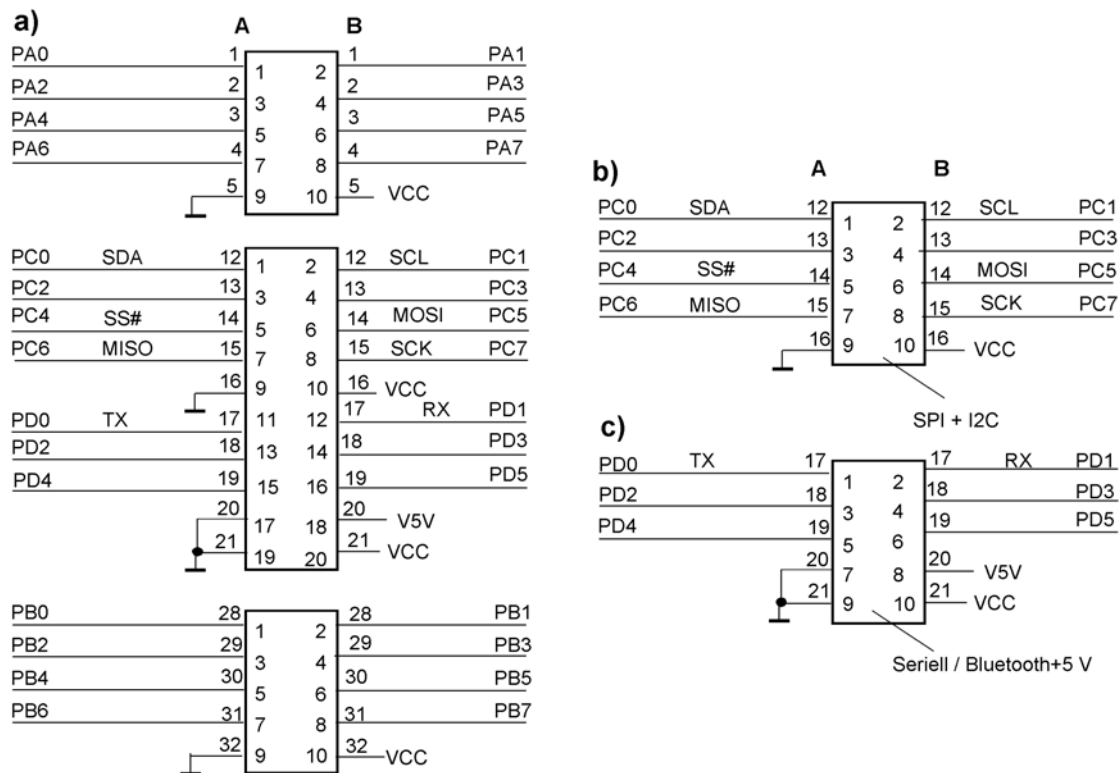 a) A B
PA0 1 1 PA1
1 2
PA2 2 2 PA3
3 4
PA4 3 3 PA5
5 6
PA6 4 4 PA7
7 8
5 5 VCC
9 10
PC0 SDA 12 12 SCL PC1
1 2
PC2 13 13 PC3
3 4
PC4 SS# 14 14 MOSI PC5
5 6
PC6 MISO 15 15 SCK PC7
7 8
16 16 VCC
9 10
PD0 TX 17 17 RX PD1
11 12
PD2 18 18 PD3
13 14
PD4 19 19 PD5
15 16
20 20 V5V
17 18
21 21 VCC
19 20
PB0 28 28 PB1
1 2
PB2 29 29 PB3
3 4
PB4 30 30 PB5
5 6
PB6 31 31 PB7
7 8
32 32 VCC
9 10
b) A B
PC0 SDA 12 12 SCL PC1
1 2
PC2 13 13 PC3
3 4
PC4 SS# 14 14 MOSI PC5
5 6
PC6 MISO 15 15 SCK PC7
7 8
16 16 VCC
9 10
SPI + I2C
c)
PD0 TX 17 17 RX PD1
1 2
PD2 18 18 PD3
3 4
PD4 19 19 PD5
5 6
20 20 V5V
7 8
21 21 VCC
9 10
Seriell / Bluetooth+5 V